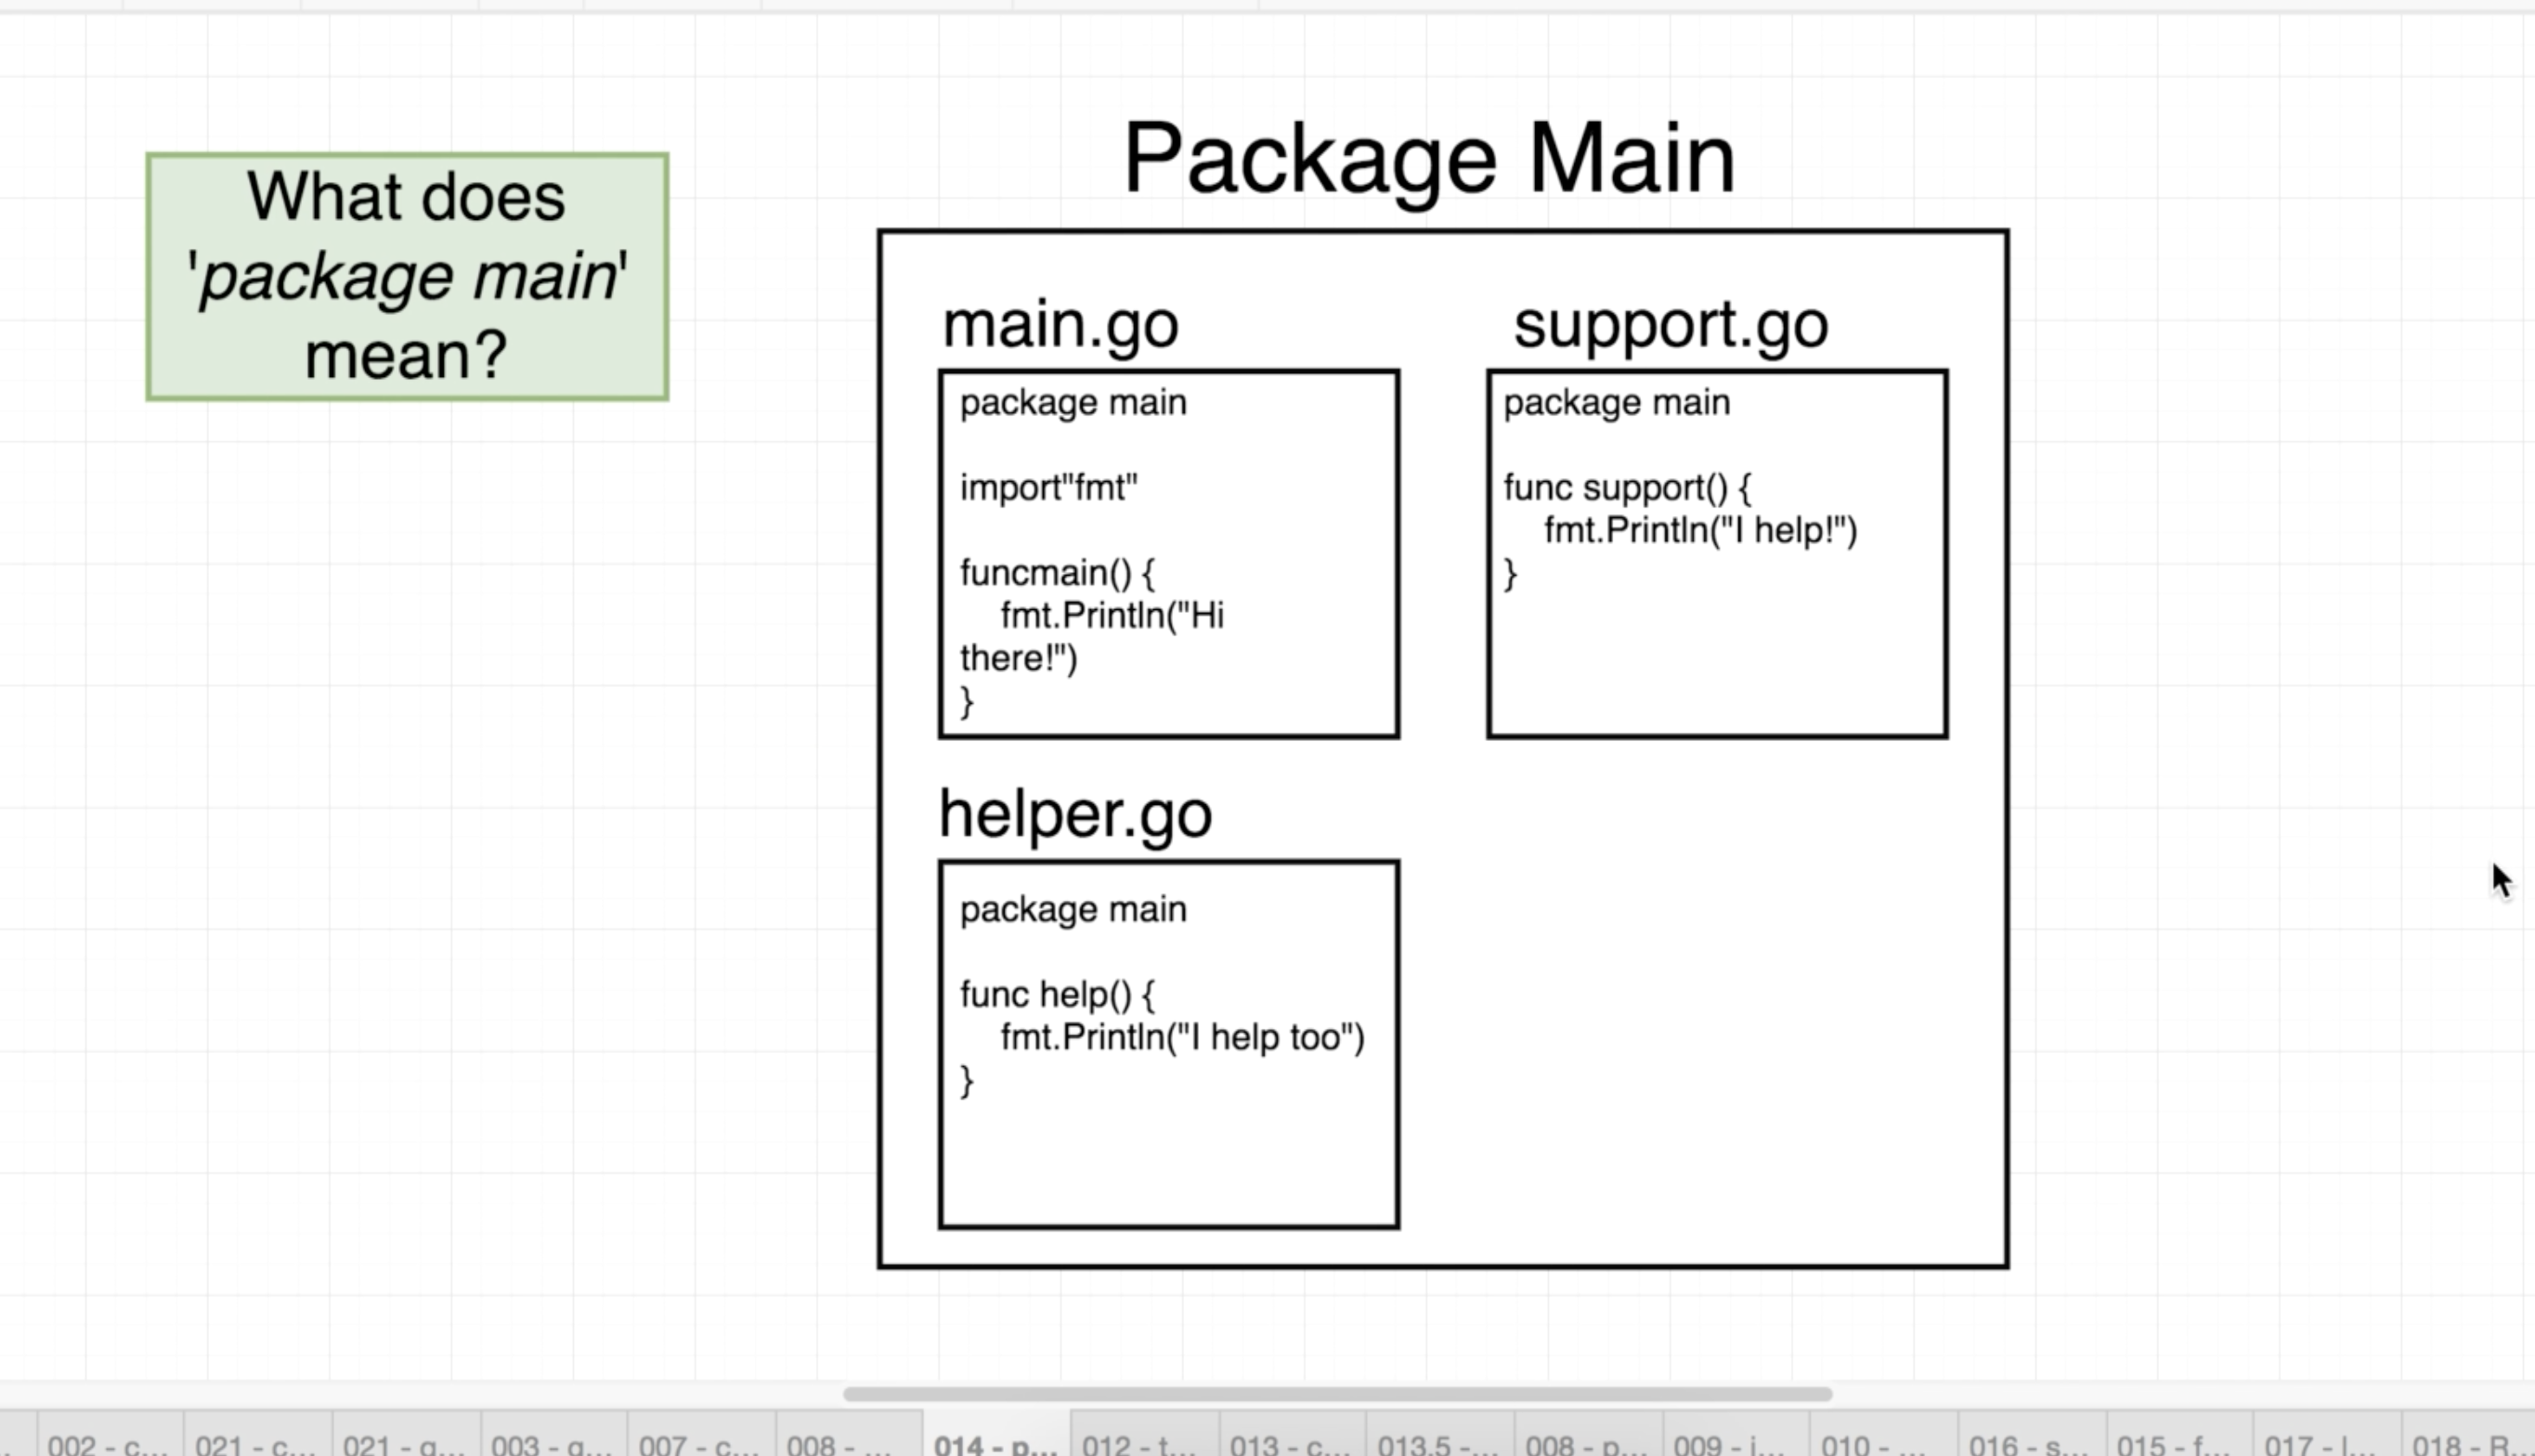 What does
'package main'
mean?
Package Main
main.go
package main
import"fmt"
funcmain() {
fmt.Println("Hi
there!")
}
support.go
package main
func support() {
fmt.Println("I help!")
}
helper.go
package main
func help() {
fmt.Println("I help too")
}
002 - c...
021 - c...
021 - g...
003 - g...
007 - c...
008 - ...
014 - p...
012 - t...
013 - c...
013.5 -...
008 - p...
009 - i...
010 - ...
016 - s...
015 - f...
017 - l...
018 - R...